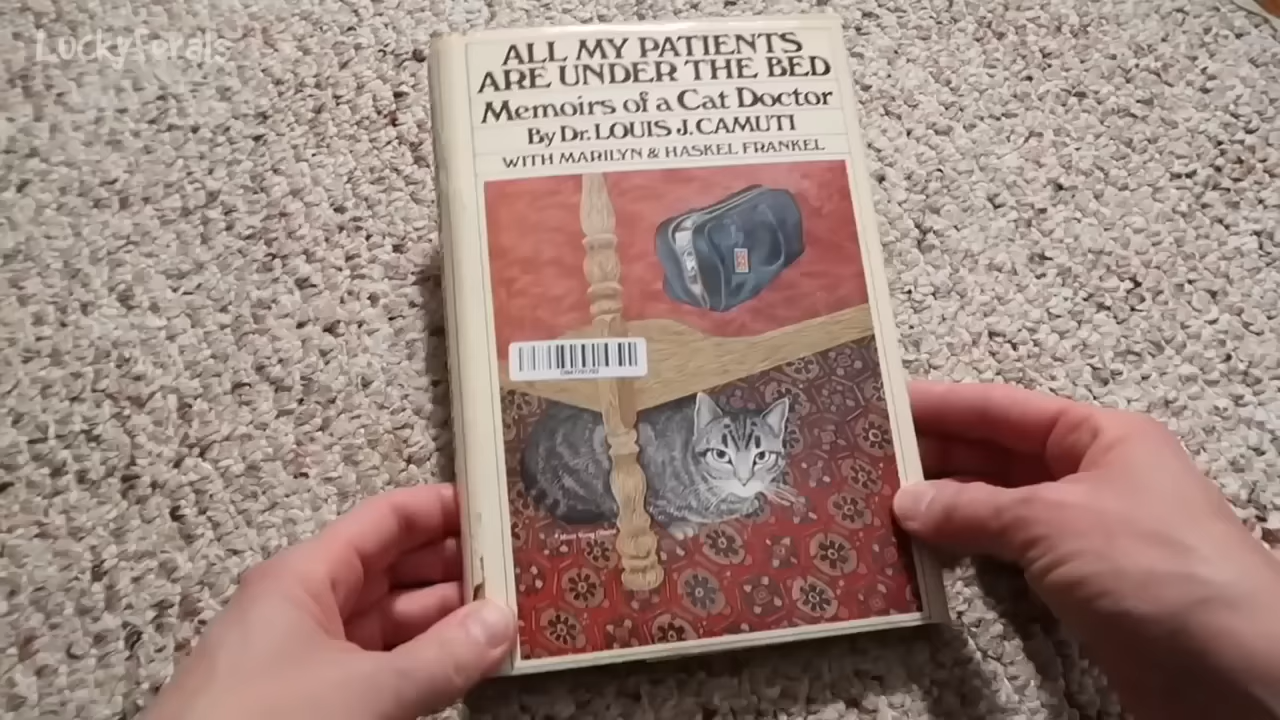 Luckyforals
ALL MY PATIENTS
ARE UNDER THE BED
Memoirs of a Cat Doctor
By Dr. LOUIS J. CAMUTI
WITH MARILYN & HASKEL FRANKEL